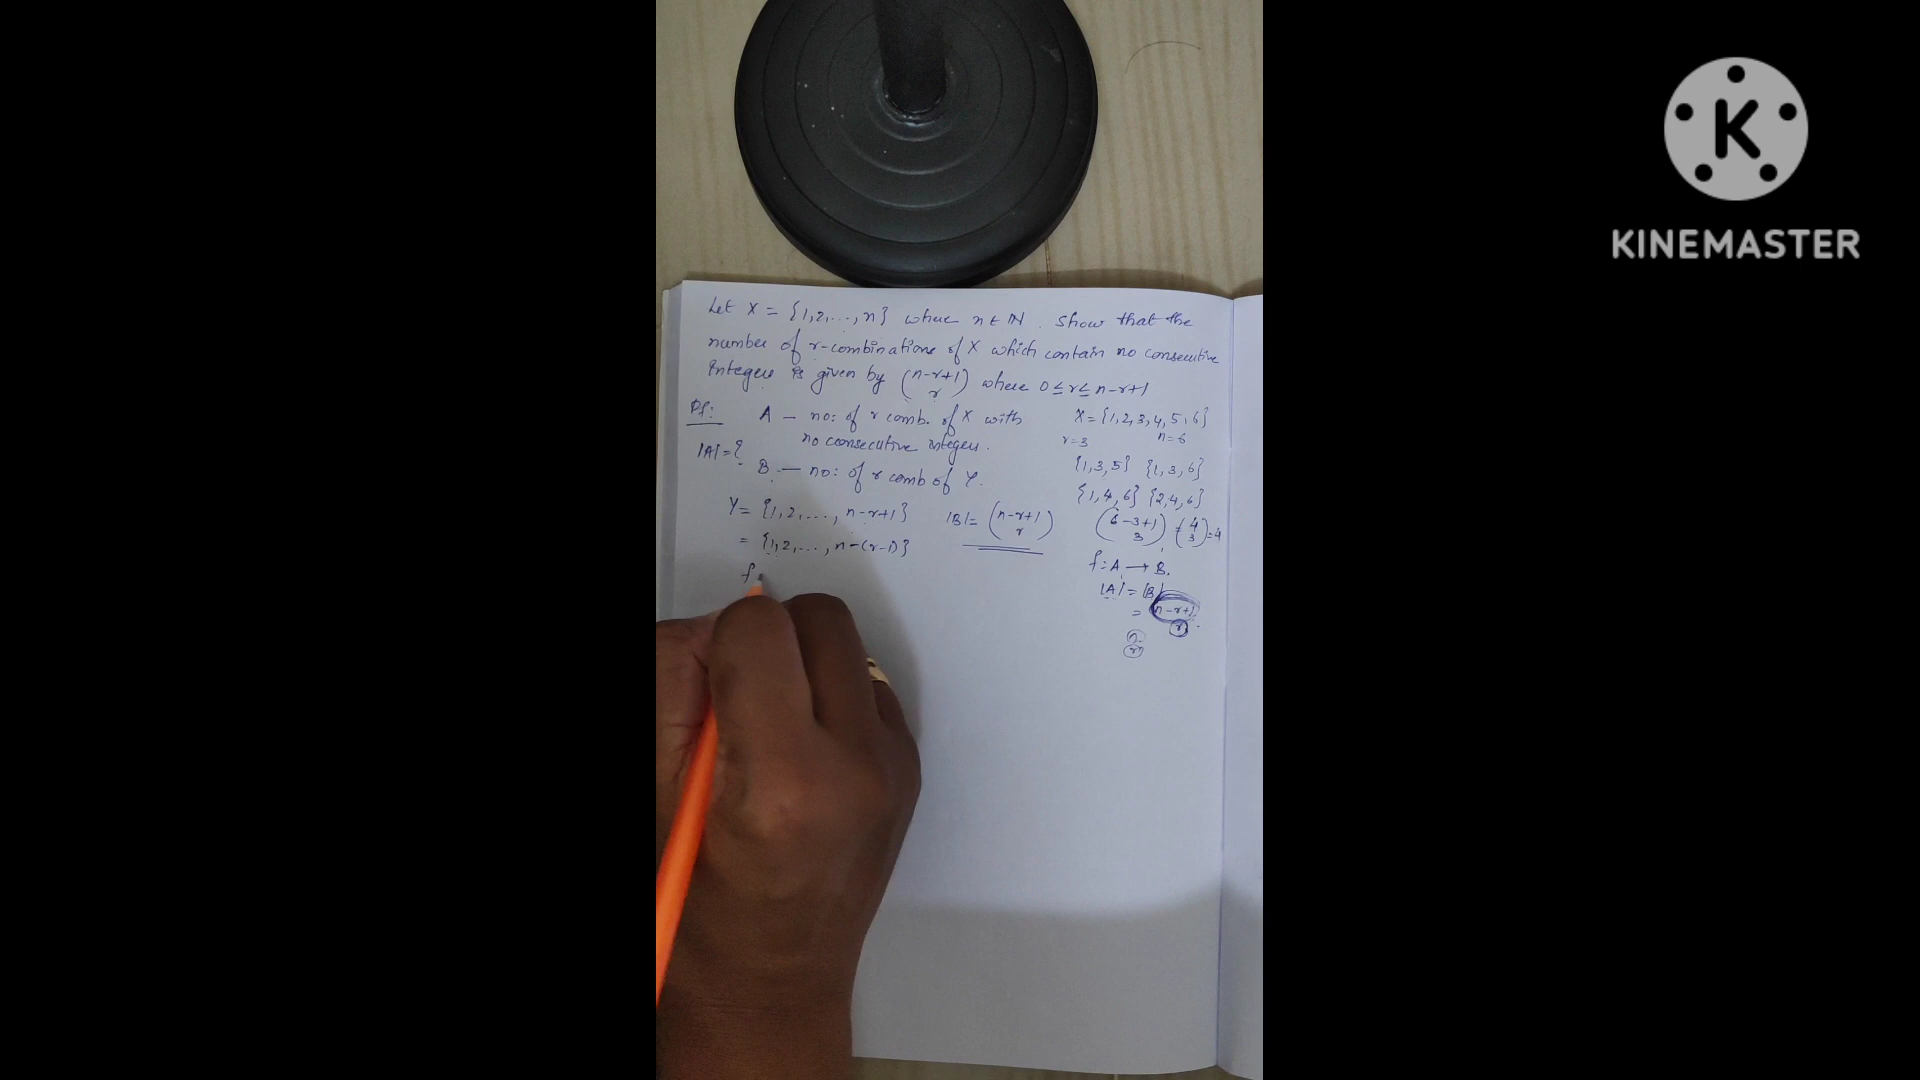 Let X = {1,2,...,n} where n ∈ ℕ. Show that the
number of r-combinations of X which contain no consecutive
integers is given by (n-r+1 r) where 0 ≤ r ≤ n-r+1
Pf: A — no: of r comb. of X with
no consecutive integers.
|A| = {
B — no: of r comb of Y.
Y = {1,2,..., n-r+1} |B| = (n-r+1 r)
= {1,2,..., n-(r-1)}
f
X = {1,2,3,4,5,6}
r=3 n=6
{1,3,5} {1,3,6}
{1,4,6} {2,4,6}
(6-3+1 3) = (4 3) = 4
f: A → B.
|A| = |B|
= n-r+1
r
n
r
KINEMASTER